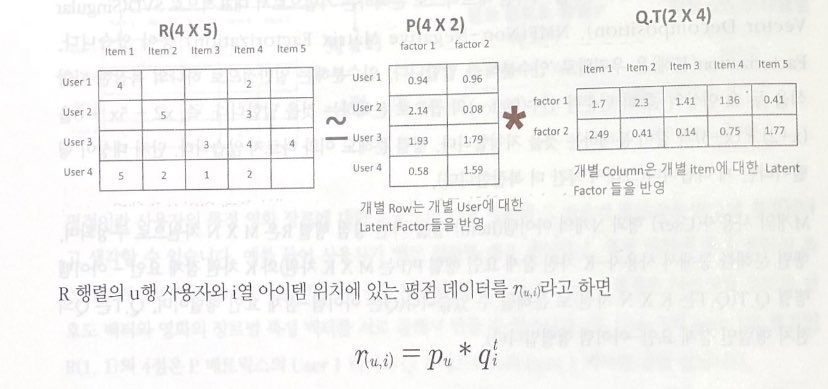 R(4 X 5)
Item 1 Item 2 Item 3 Item 4 Item 5
User 1 4 2
User 2 5 3
User 3 3 4 4
User 4 5 2 1 2
~
P(4 X 2)
factor 1 factor 2
User 1 0.94 0.96
User 2 2.14 0.08
User 3 1.93 1.79
User 4 0.58 1.59
개별 Row는 개별 User에 대한
Latent Factor들을 반영
*
Q.T(2 X 4)
Item 1 Item 2 Item 3 Item 4 Item 5
factor 1 1.7 2.3 1.41 1.36 0.41
factor 2 2.49 0.41 0.14 0.75 1.77
개별 Column은 개별 Item에 대한 Latent
Factor 들을 반영
R 행렬의 u행 사용자와 i열 아이템 위치에 있는 평점 데이터를 r(u,i)라고 하면
r(u,i) = pu * qi t